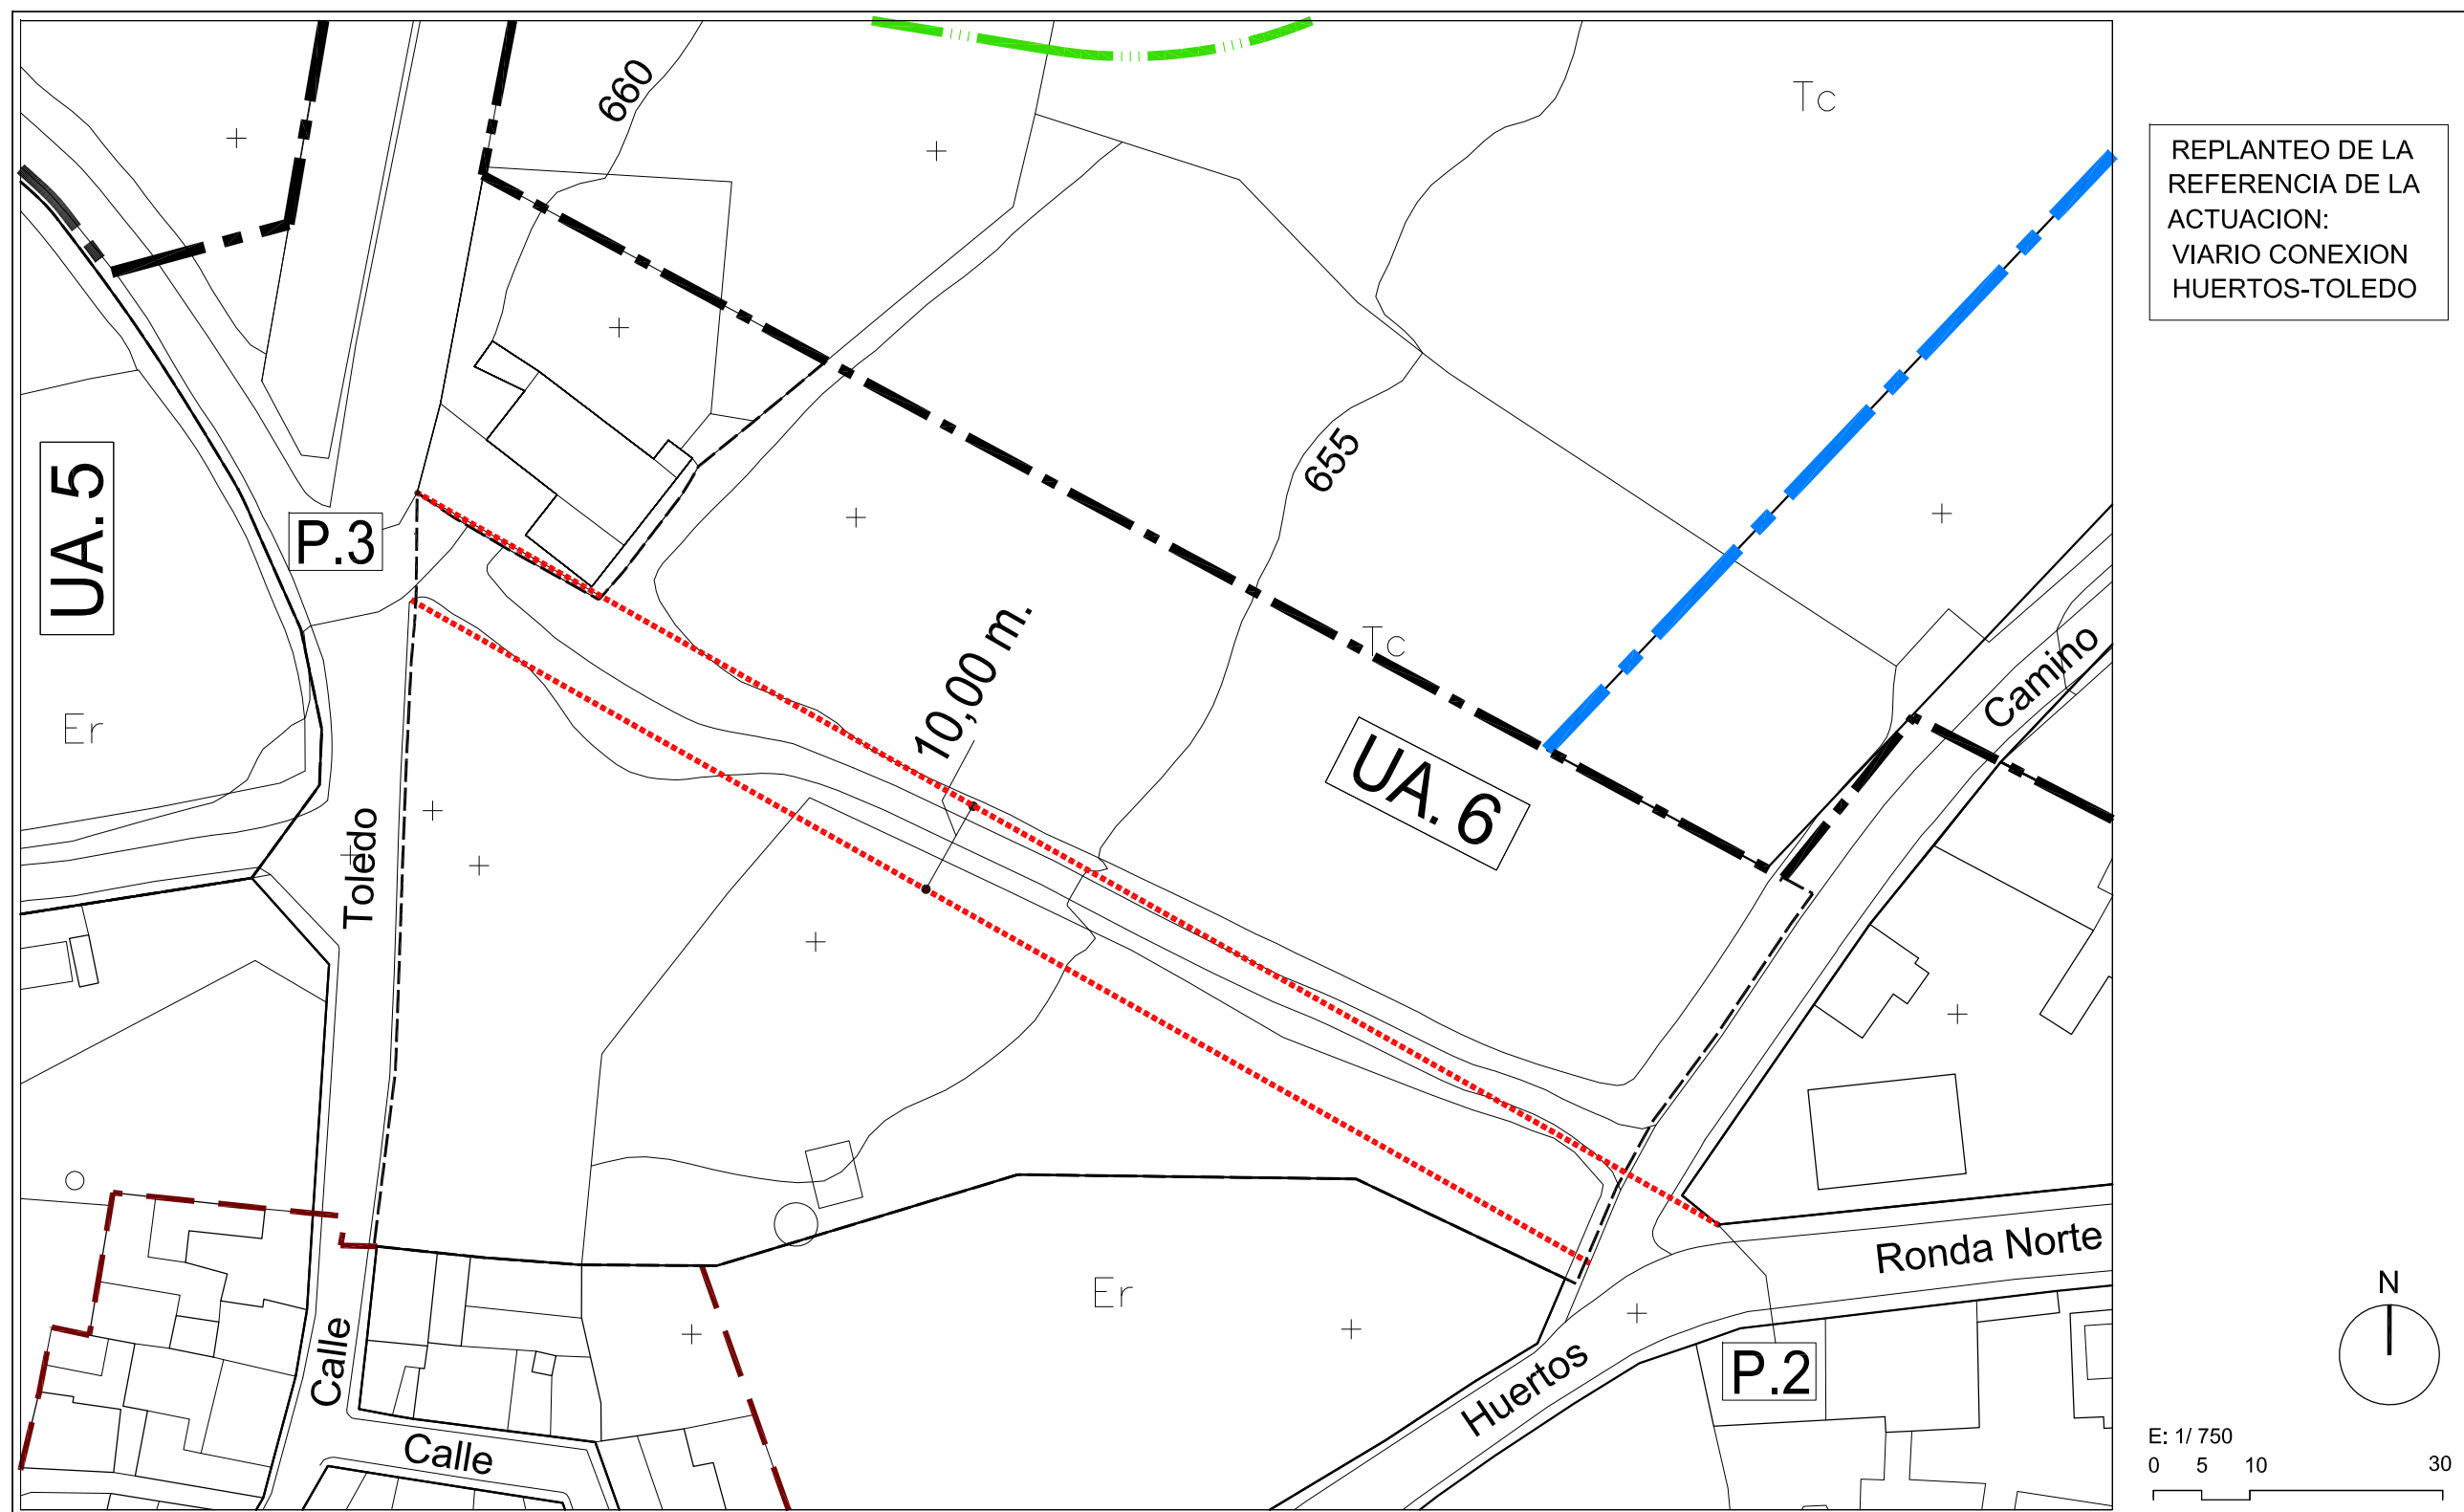 660
Tc
REPLANTEO DE LA
REFERENCIA DE LA
ACTUACION:
VIARIO CONEXION
HUERTOS-TOLEDO
UA. 5
P.3
655
10,00 m.
Tc
Camino
Er
UA. 6
Toledo
Ronda Norte
Er
N
Calle
Huertos
P.2
Calle
E: 1/ 750
0 5 10 30